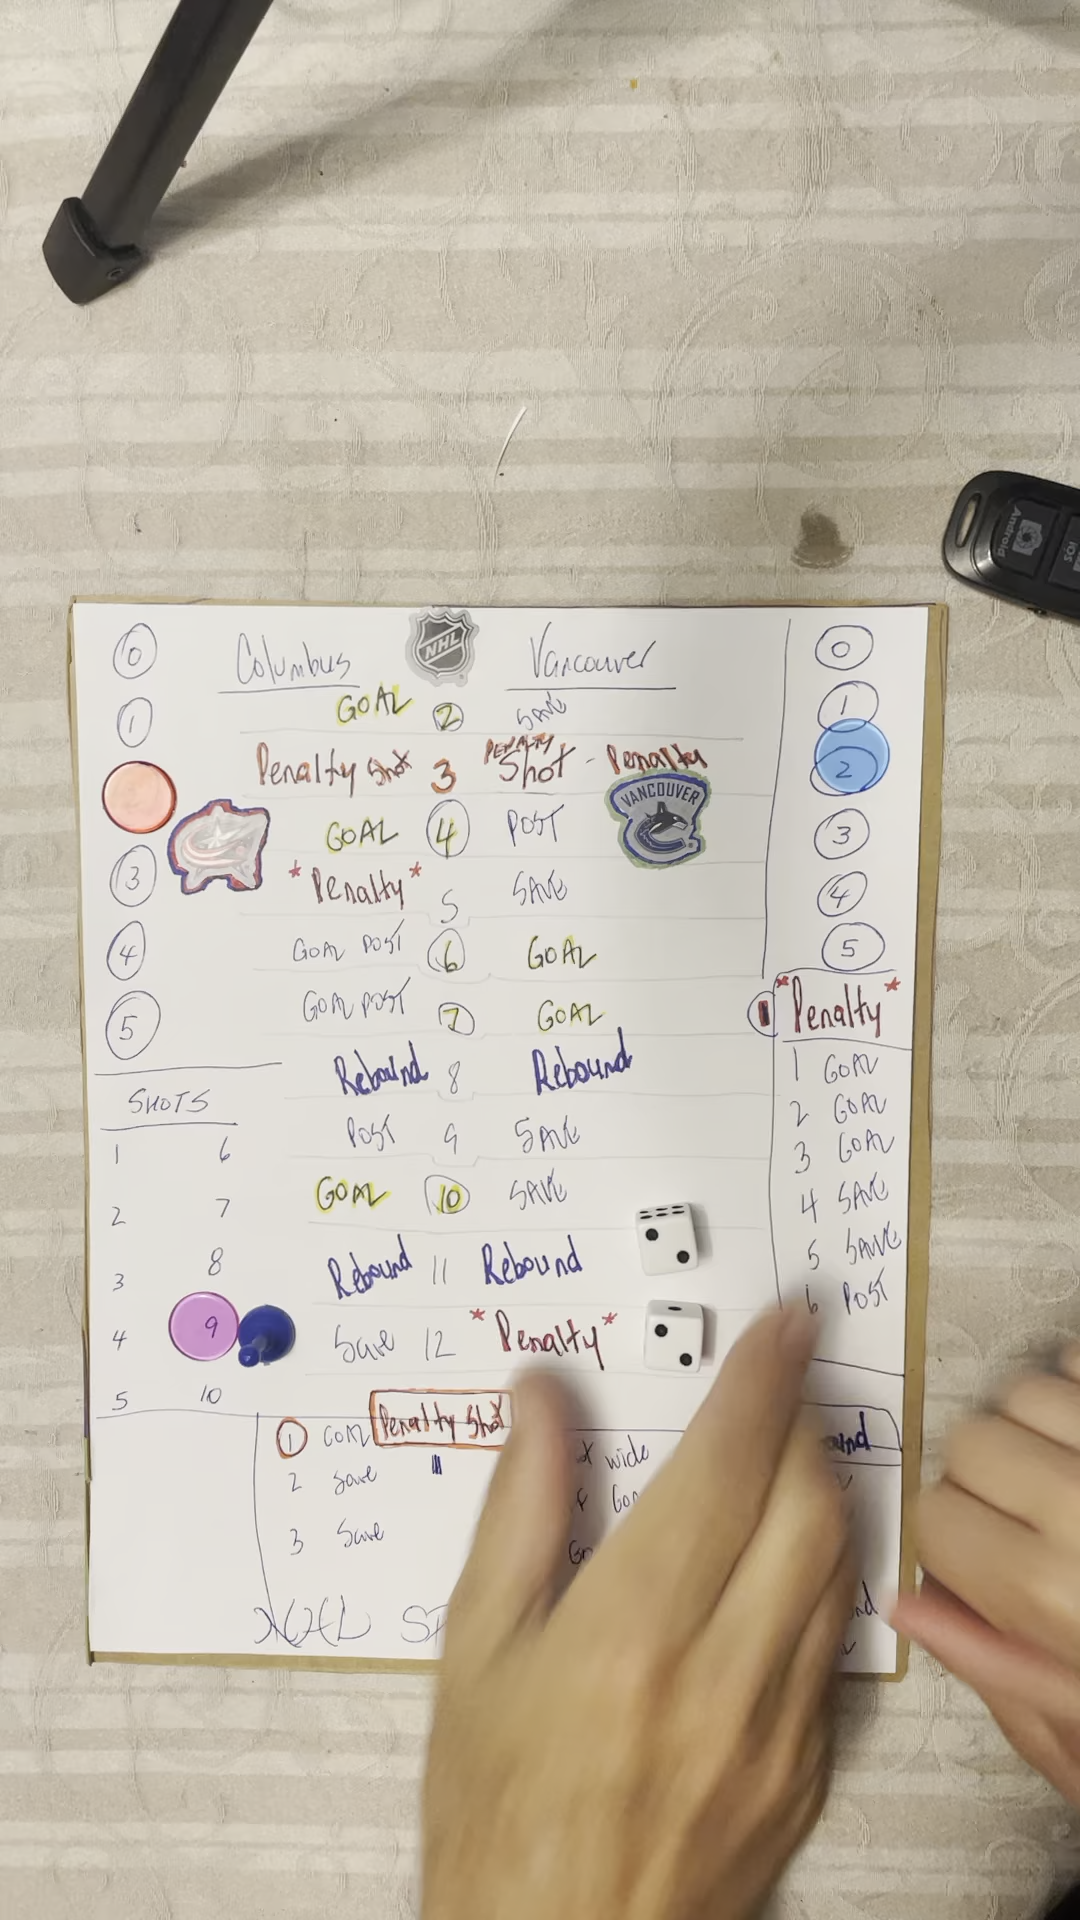 0 Columbus NHL Vancouver 0
1 GOAL 2 SAVE 1
Penalty Shot 3 PENALTY Shot - Penalty 2
VANCOUVER
GOAL 4 POST 3
3 *Penalty* 5 SAVE 4
4 GOAL POST 6 GOAL 5
5 GOAL POST 7 GOAL
*Penalty*
Rebound 8 Rebound
1 GOAL
2 GOAL
3 GOAL
4 SAVE
5 SAVE
6 POST
SHOTS
1 6
2 7
3 8
4 9
5 10
POST 9 SAVE
GOAL 10 SAVE
Rebound 11 Rebound
Save 12 *Penalty*
Penalty Shot
1 GOAL
2 Save
3 Save
wide
NHL
Android
iOS